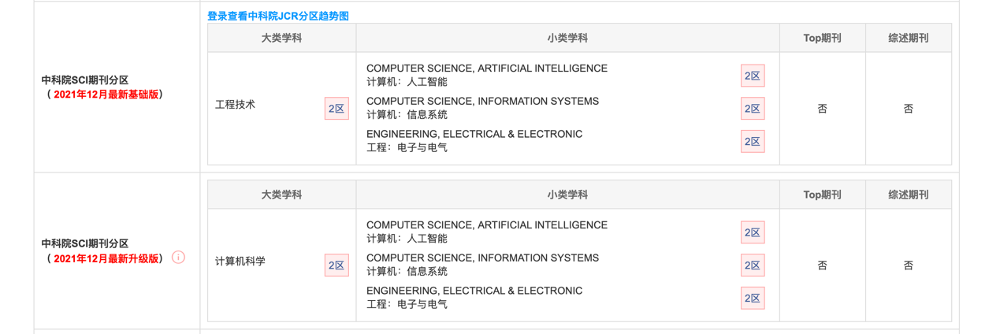 登录查看中科院JCR分区趋势图
大类学科 小类学科 Top期刊 综述期刊
中科院SCI期刊分区
（ 2021年12月最新基础版）
工程技术 2区
COMPUTER SCIENCE, ARTIFICIAL INTELLIGENCE
计算机：人工智能
2区
COMPUTER SCIENCE, INFORMATION SYSTEMS
计算机：信息系统
2区
ENGINEERING, ELECTRICAL & ELECTRONIC
工程：电子与电气
2区
否 否
大类学科 小类学科 Top期刊 综述期刊
中科院SCI期刊分区
（ 2021年12月最新升级版）
计算机科学 2区
COMPUTER SCIENCE, ARTIFICIAL INTELLIGENCE
计算机：人工智能
2区
COMPUTER SCIENCE, INFORMATION SYSTEMS
计算机：信息系统
2区
ENGINEERING, ELECTRICAL & ELECTRONIC
工程：电子与电气
2区
否 否